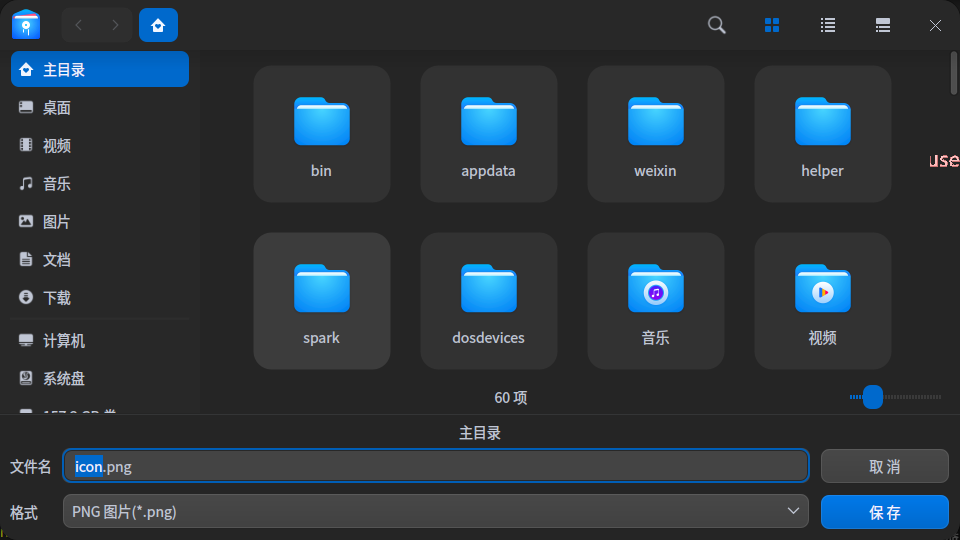 主目录
桌面
视频
音乐
图片
文档
下载
计算机
系统盘
bin
appdata
weixin
helper
use
spark
dosdevices
音乐
视频
60 项
主目录
文件名
icon.png
取 消
格式
PNG 图片(*.png)
保 存